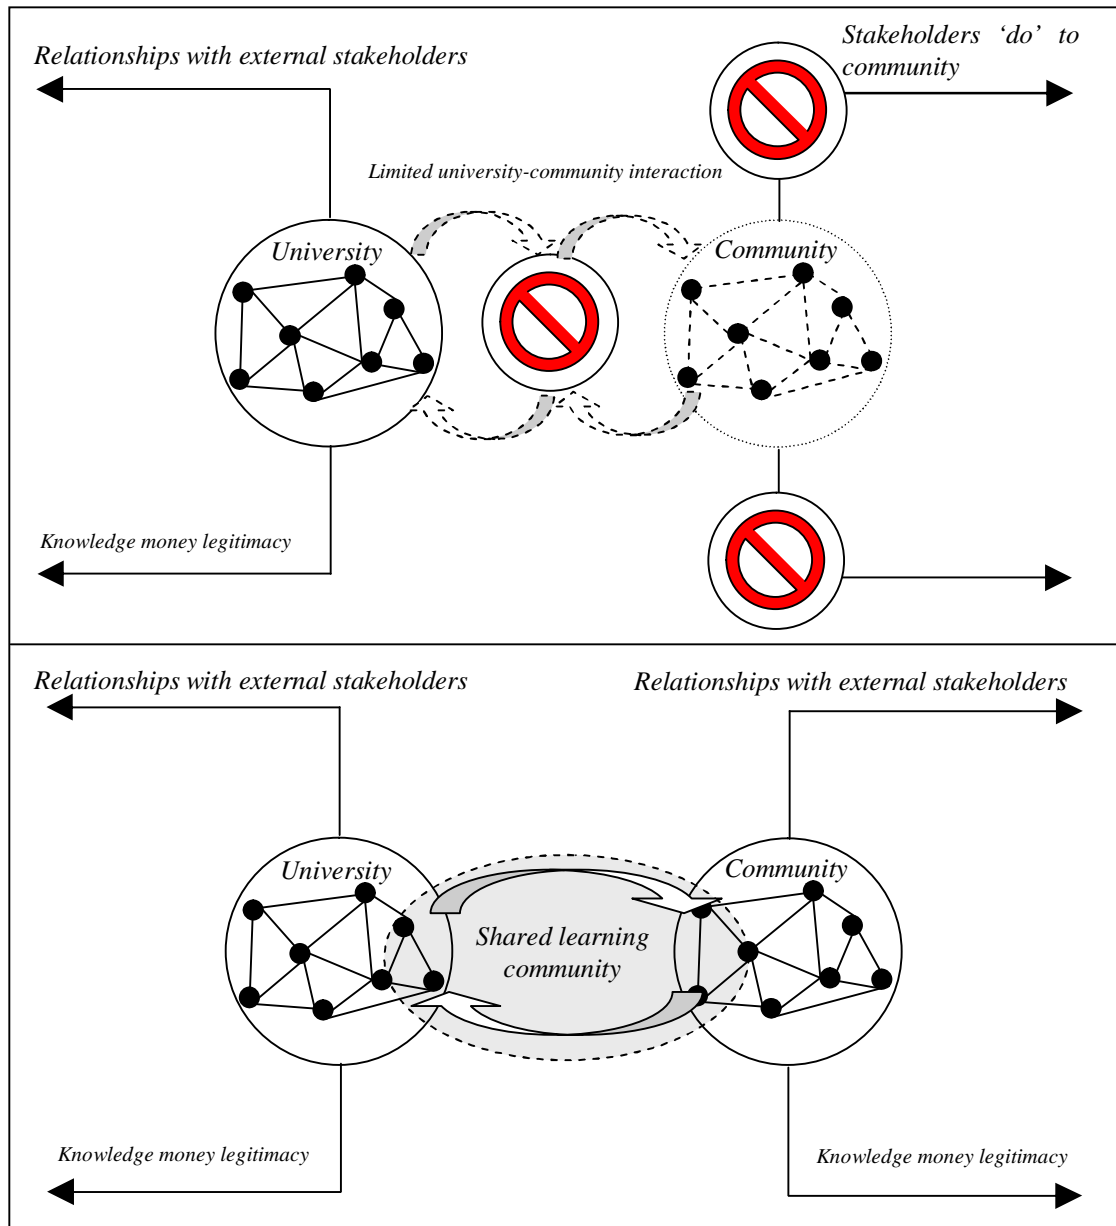 Relationships with external stakeholders
Stakeholders ‘do’ to
community
Limited university-community interaction
University
Community
Knowledge money legitimacy
Relationships with external stakeholders
Relationships with external stakeholders
University
Community
Shared learning
community
Knowledge money legitimacy
Knowledge money legitimacy